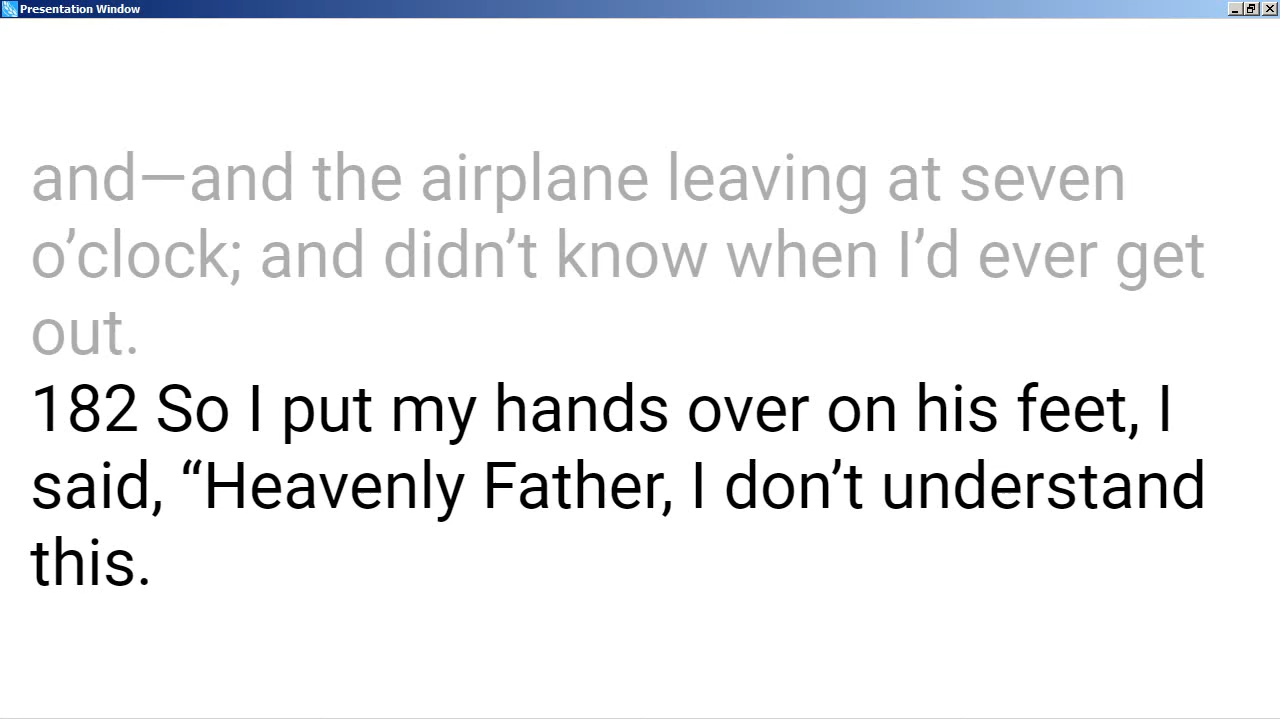 Presentation Window
and—and the airplane leaving at seven
o’clock; and didn’t know when I’d ever get
out.
182 So I put my hands over on his feet, I
said, “Heavenly Father, I don’t understand
this.